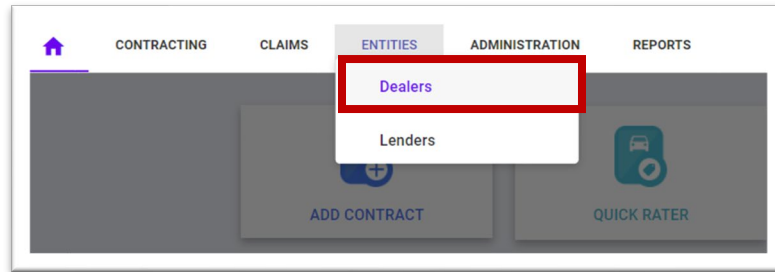 CONTRACTING CLAIMS ENTITIES ADMINISTRATION REPORTS
Dealers
Lenders
ADD CONTRACT QUICK RATER